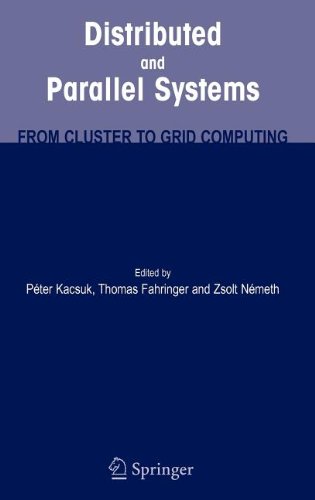 Distributed
and
Parallel Systems
FROM CLUSTER TO GRID COMPUTING
Edited by
Péter Kacsuk, Thomas Fahringer and Zsolt Németh
Springer